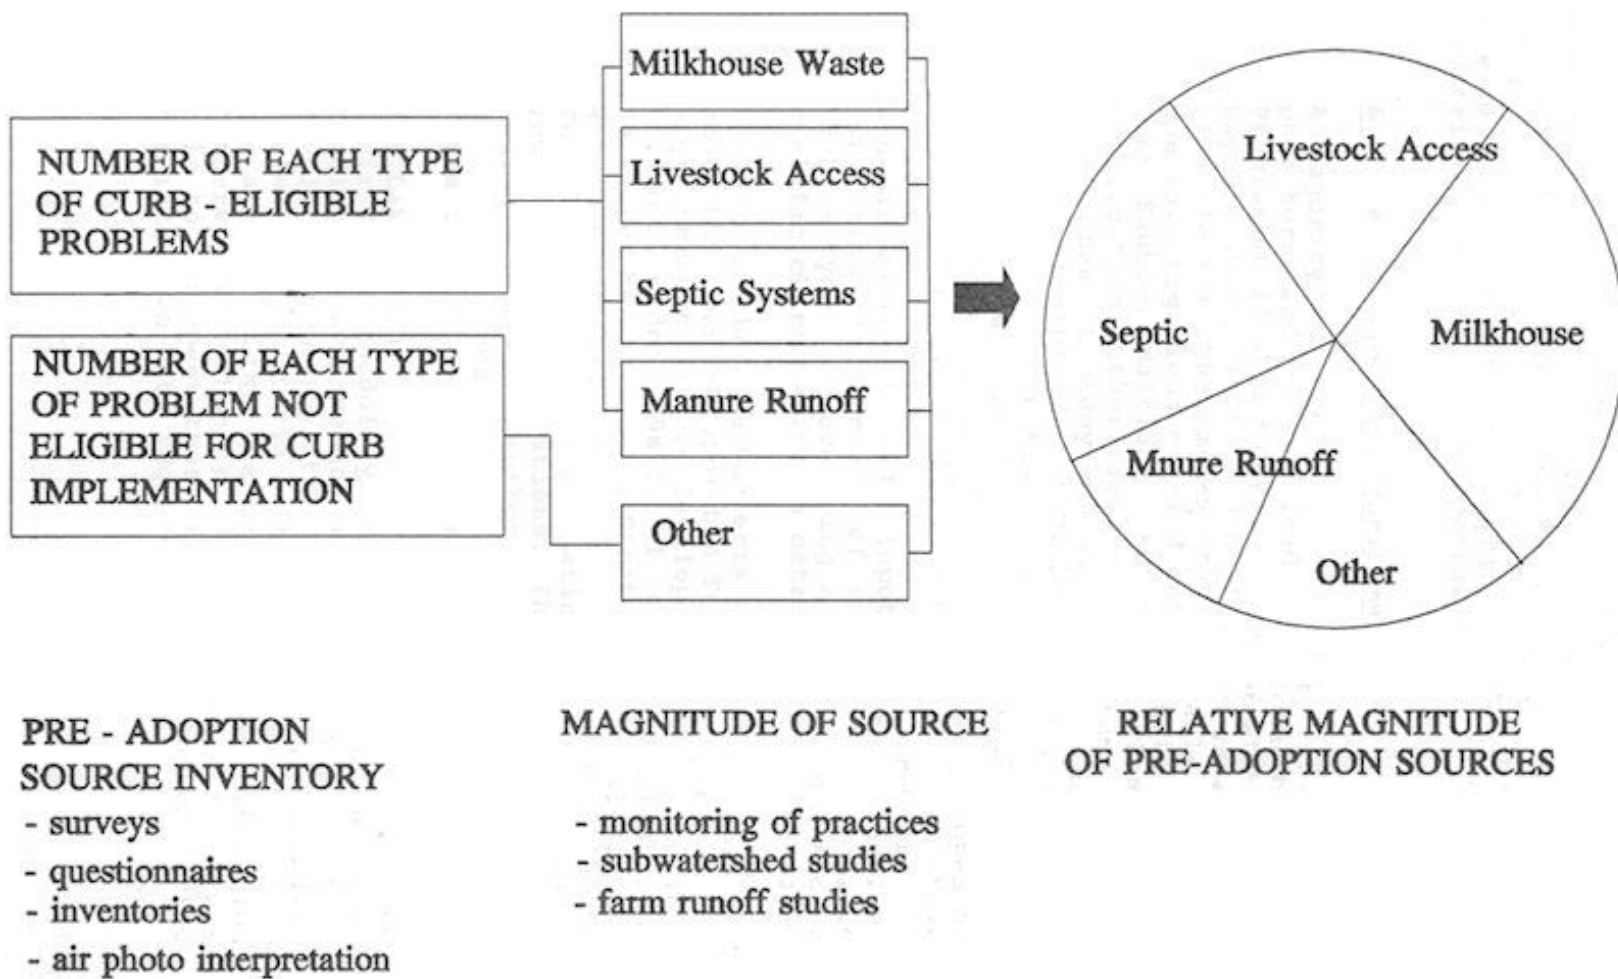 NUMBER OF EACH TYPE
OF CURB - ELIGIBLE
PROBLEMS
NUMBER OF EACH TYPE
OF PROBLEM NOT
ELIGIBLE FOR CURB
IMPLEMENTATION
Milkhouse Waste
Livestock Access
Septic Systems
Manure Runoff
Other
Livestock Access
Septic
Milkhouse
Mnure Runoff
Other
PRE - ADOPTION
SOURCE INVENTORY
- surveys
- questionnaires
- inventories
- air photo interpretation
MAGNITUDE OF SOURCE
- monitoring of practices
- subwatershed studies
- farm runoff studies
RELATIVE MAGNITUDE
OF PRE-ADOPTION SOURCES